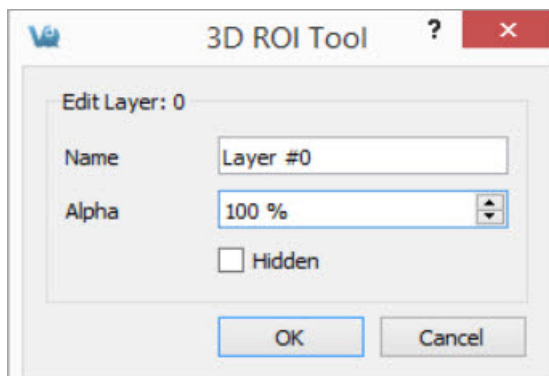 3D ROI Tool ?
Edit Layer: 0
Name Layer #0
Alpha 100 %
Hidden
OK Cancel